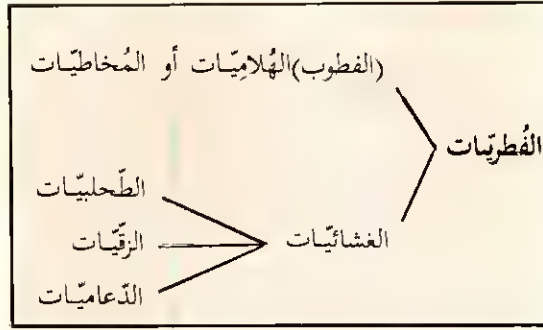 (الفطوب)الهُلامِيّات أو المُخاطيّات
الفُطريّات
الطّحلبيّات
الغشائيّات
الزقّيّات
الدّعاميّات